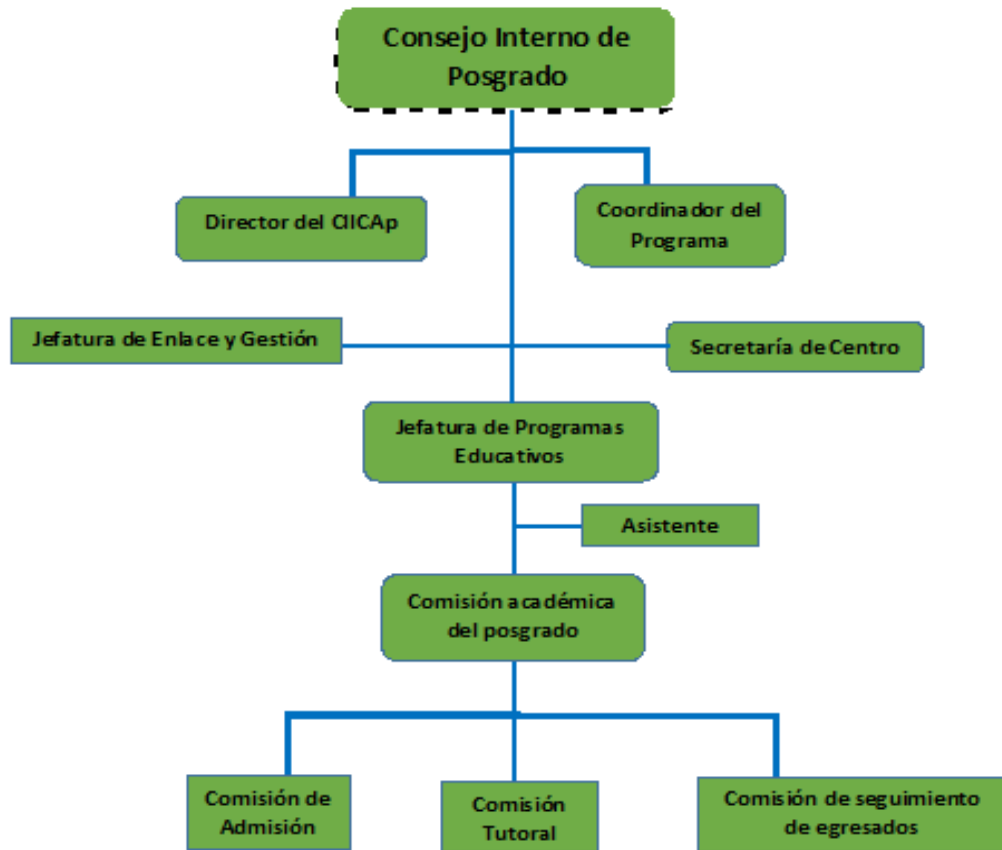 Consejo Interno de
Posgrado
Director del CIICAp
Coordinador del
Programa
Jefatura de Enlace y Gestión
Secretaría de Centro
Jefatura de Programas
Educativos
Asistente
Comisión académica
del posgrado
Comisión de
Admisión
Comisión
Tutoral
Comisión de seguimiento
de egresados